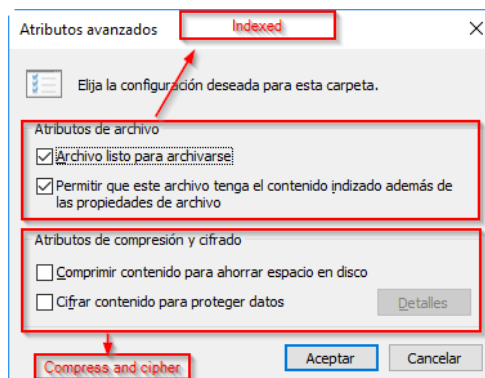 Atributos avanzados
Indexed
Elija la configuración deseada para esta carpeta.
Atributos de archivo
Archivo listo para archivarse
Permitir que este archivo tenga el contenido indizado además de
las propiedades de archivo
Atributos de compresión y cifrado
Comprimir contenido para ahorrar espacio en disco
Cifrar contenido para proteger datos
Detalles
Compress and cipher
Aceptar
Cancelar